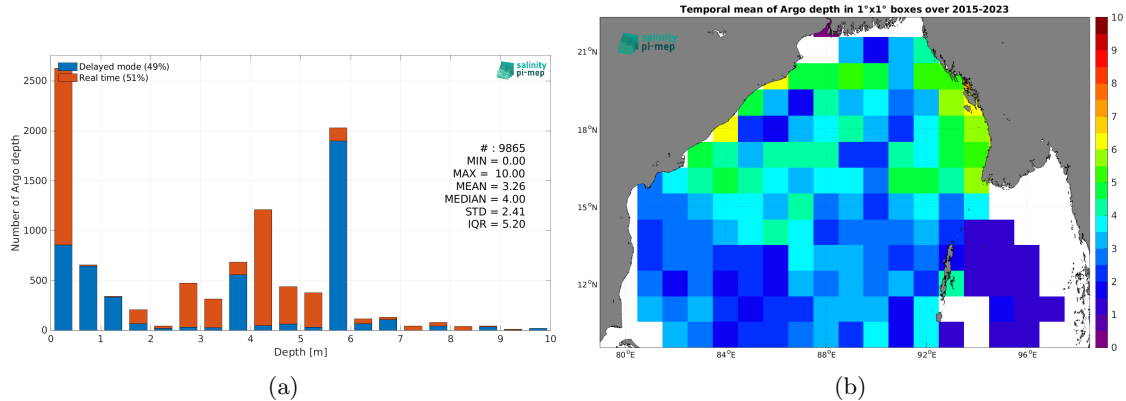 Delayed mode (49%)
Real time (51%)
salinity
pi-mep
2500
2000
1500
1000
500
0
Number of Argo depth
# : 9865
MIN = 0.00
MAX = 10.00
MEAN = 3.26
MEDIAN = 4.00
STD = 2.41
IQR = 5.20
0 1 2 3 4 5 6 7 8 9 10
Depth [m]
(a)
Temporal mean of Argo depth in 1°x1° boxes over 2015-2023
salinity
pi-mep
21°N
18°N
15°N
12°N
80°E 84°E 88°E 92°E 96°E
10
9
8
7
6
5
4
3
2
1
0
(b)